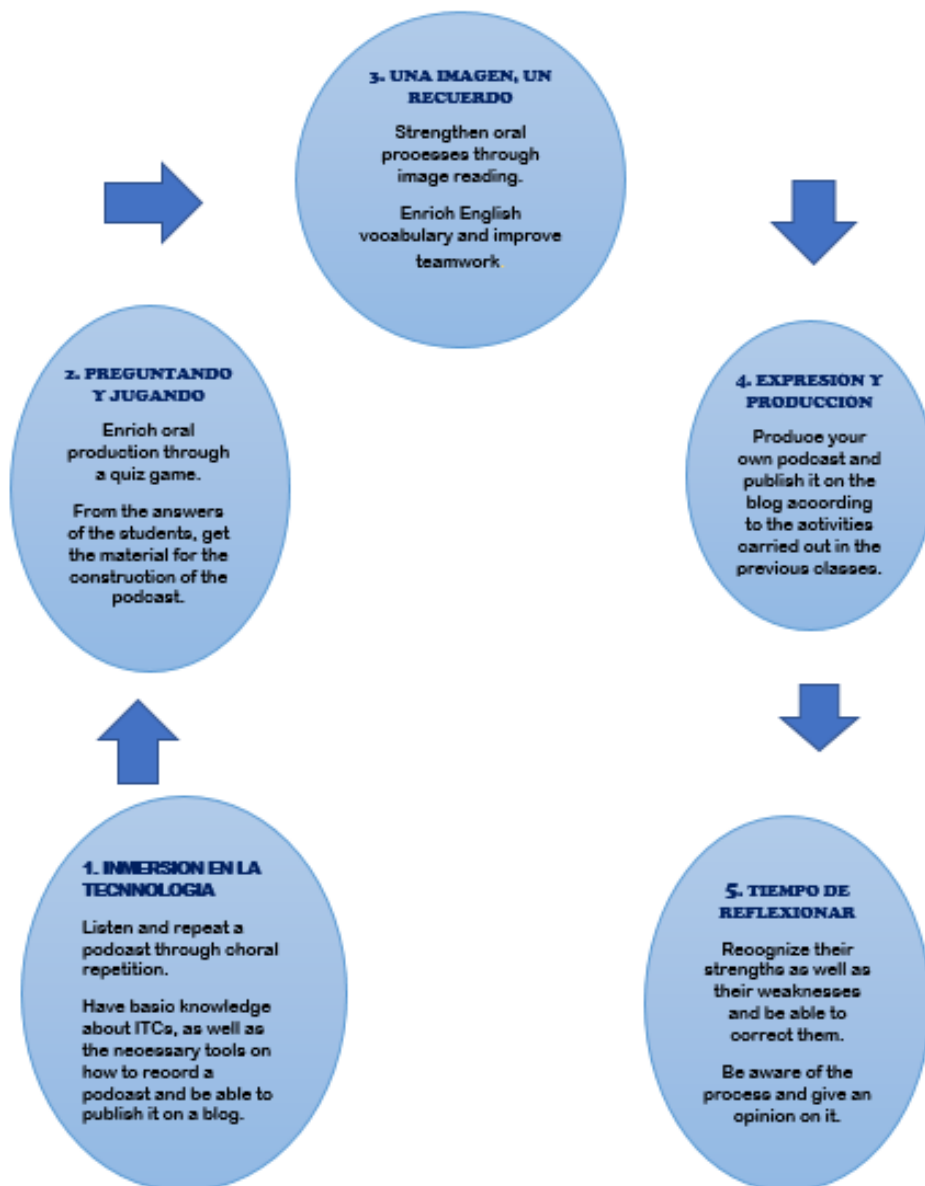 3. UNA IMAGEN, UN
RECUERDO
Strengthen oral
processes through
image reading.
Enrich English
vocabulary and improve
teamwork.
2. PREGUNTANDO
Y JUGANDO
Enrich oral
production through
a quiz game.
From the answers
of the students, get
the material for the
construction of the
podcast.
4. EXPRESIÓN Y
PRODUCCIÓN
Produce your
own podcast and
publish it on the
blog according
to the activities
carried out in the
previous classes.
1. INMERSION EN LA
TECNNOLOGIA
Listen and repeat a
podcast through choral
repetition.
Have basic knowledge
about ITCs, as well as
the necessary tools on
how to record a
podcast and be able to
publish it on a blog.
5. TIEMPO DE
REFLEXIONAR
Recognize their
strengths as well as
their weaknesses
and be able to
correct them.
Be aware of the
process and give an
opinion on it.